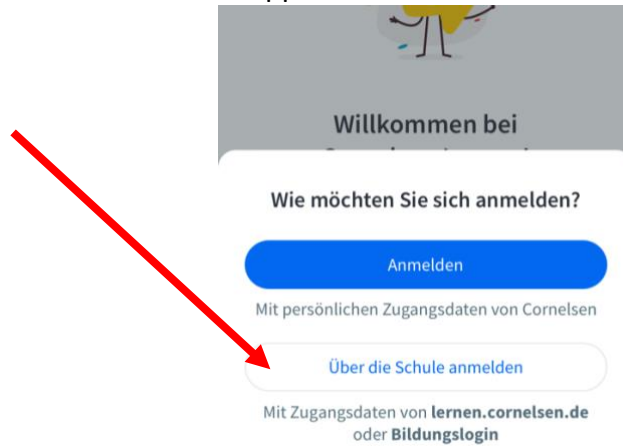 Willkommen bei
Wie möchten Sie sich anmelden?
Anmelden
Mit persönlichen Zugangsdaten von Cornelsen
Über die Schule anmelden
Mit Zugangsdaten von lernen.cornelsen.de
oder Bildungslogin